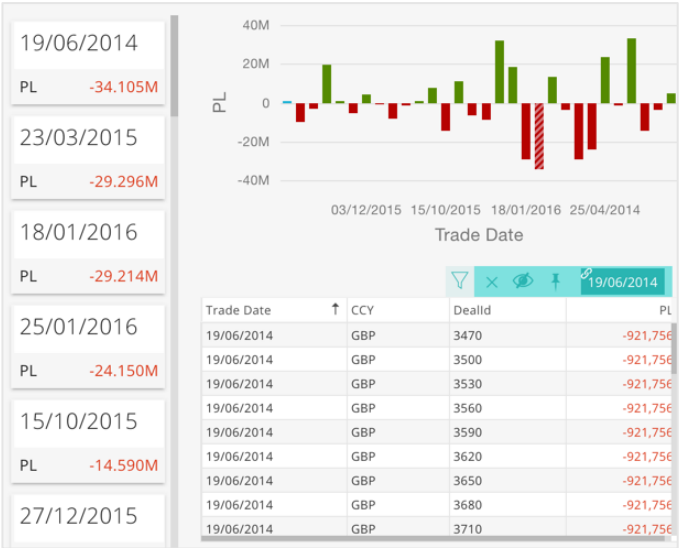 19/06/2014
PL -34.105M
23/03/2015
PL -29.296M
18/01/2016
PL -29.214M
25/01/2016
PL -24.150M
15/10/2015
PL -14.590M
27/12/2015
40M
20M
0
-20M
-40M
PL
03/12/2015 15/10/2015 18/01/2016 25/04/2014
Trade Date
19/06/2014
Trade Date CCY DealId PL
19/06/2014 GBP 3470 -921,756
19/06/2014 GBP 3500 -921,756
19/06/2014 GBP 3530 -921,756
19/06/2014 GBP 3560 -921,756
19/06/2014 GBP 3590 -921,756
19/06/2014 GBP 3620 -921,756
19/06/2014 GBP 3650 -921,756
19/06/2014 GBP 3680 -921,756
19/06/2014 GBP 3710 -921,756